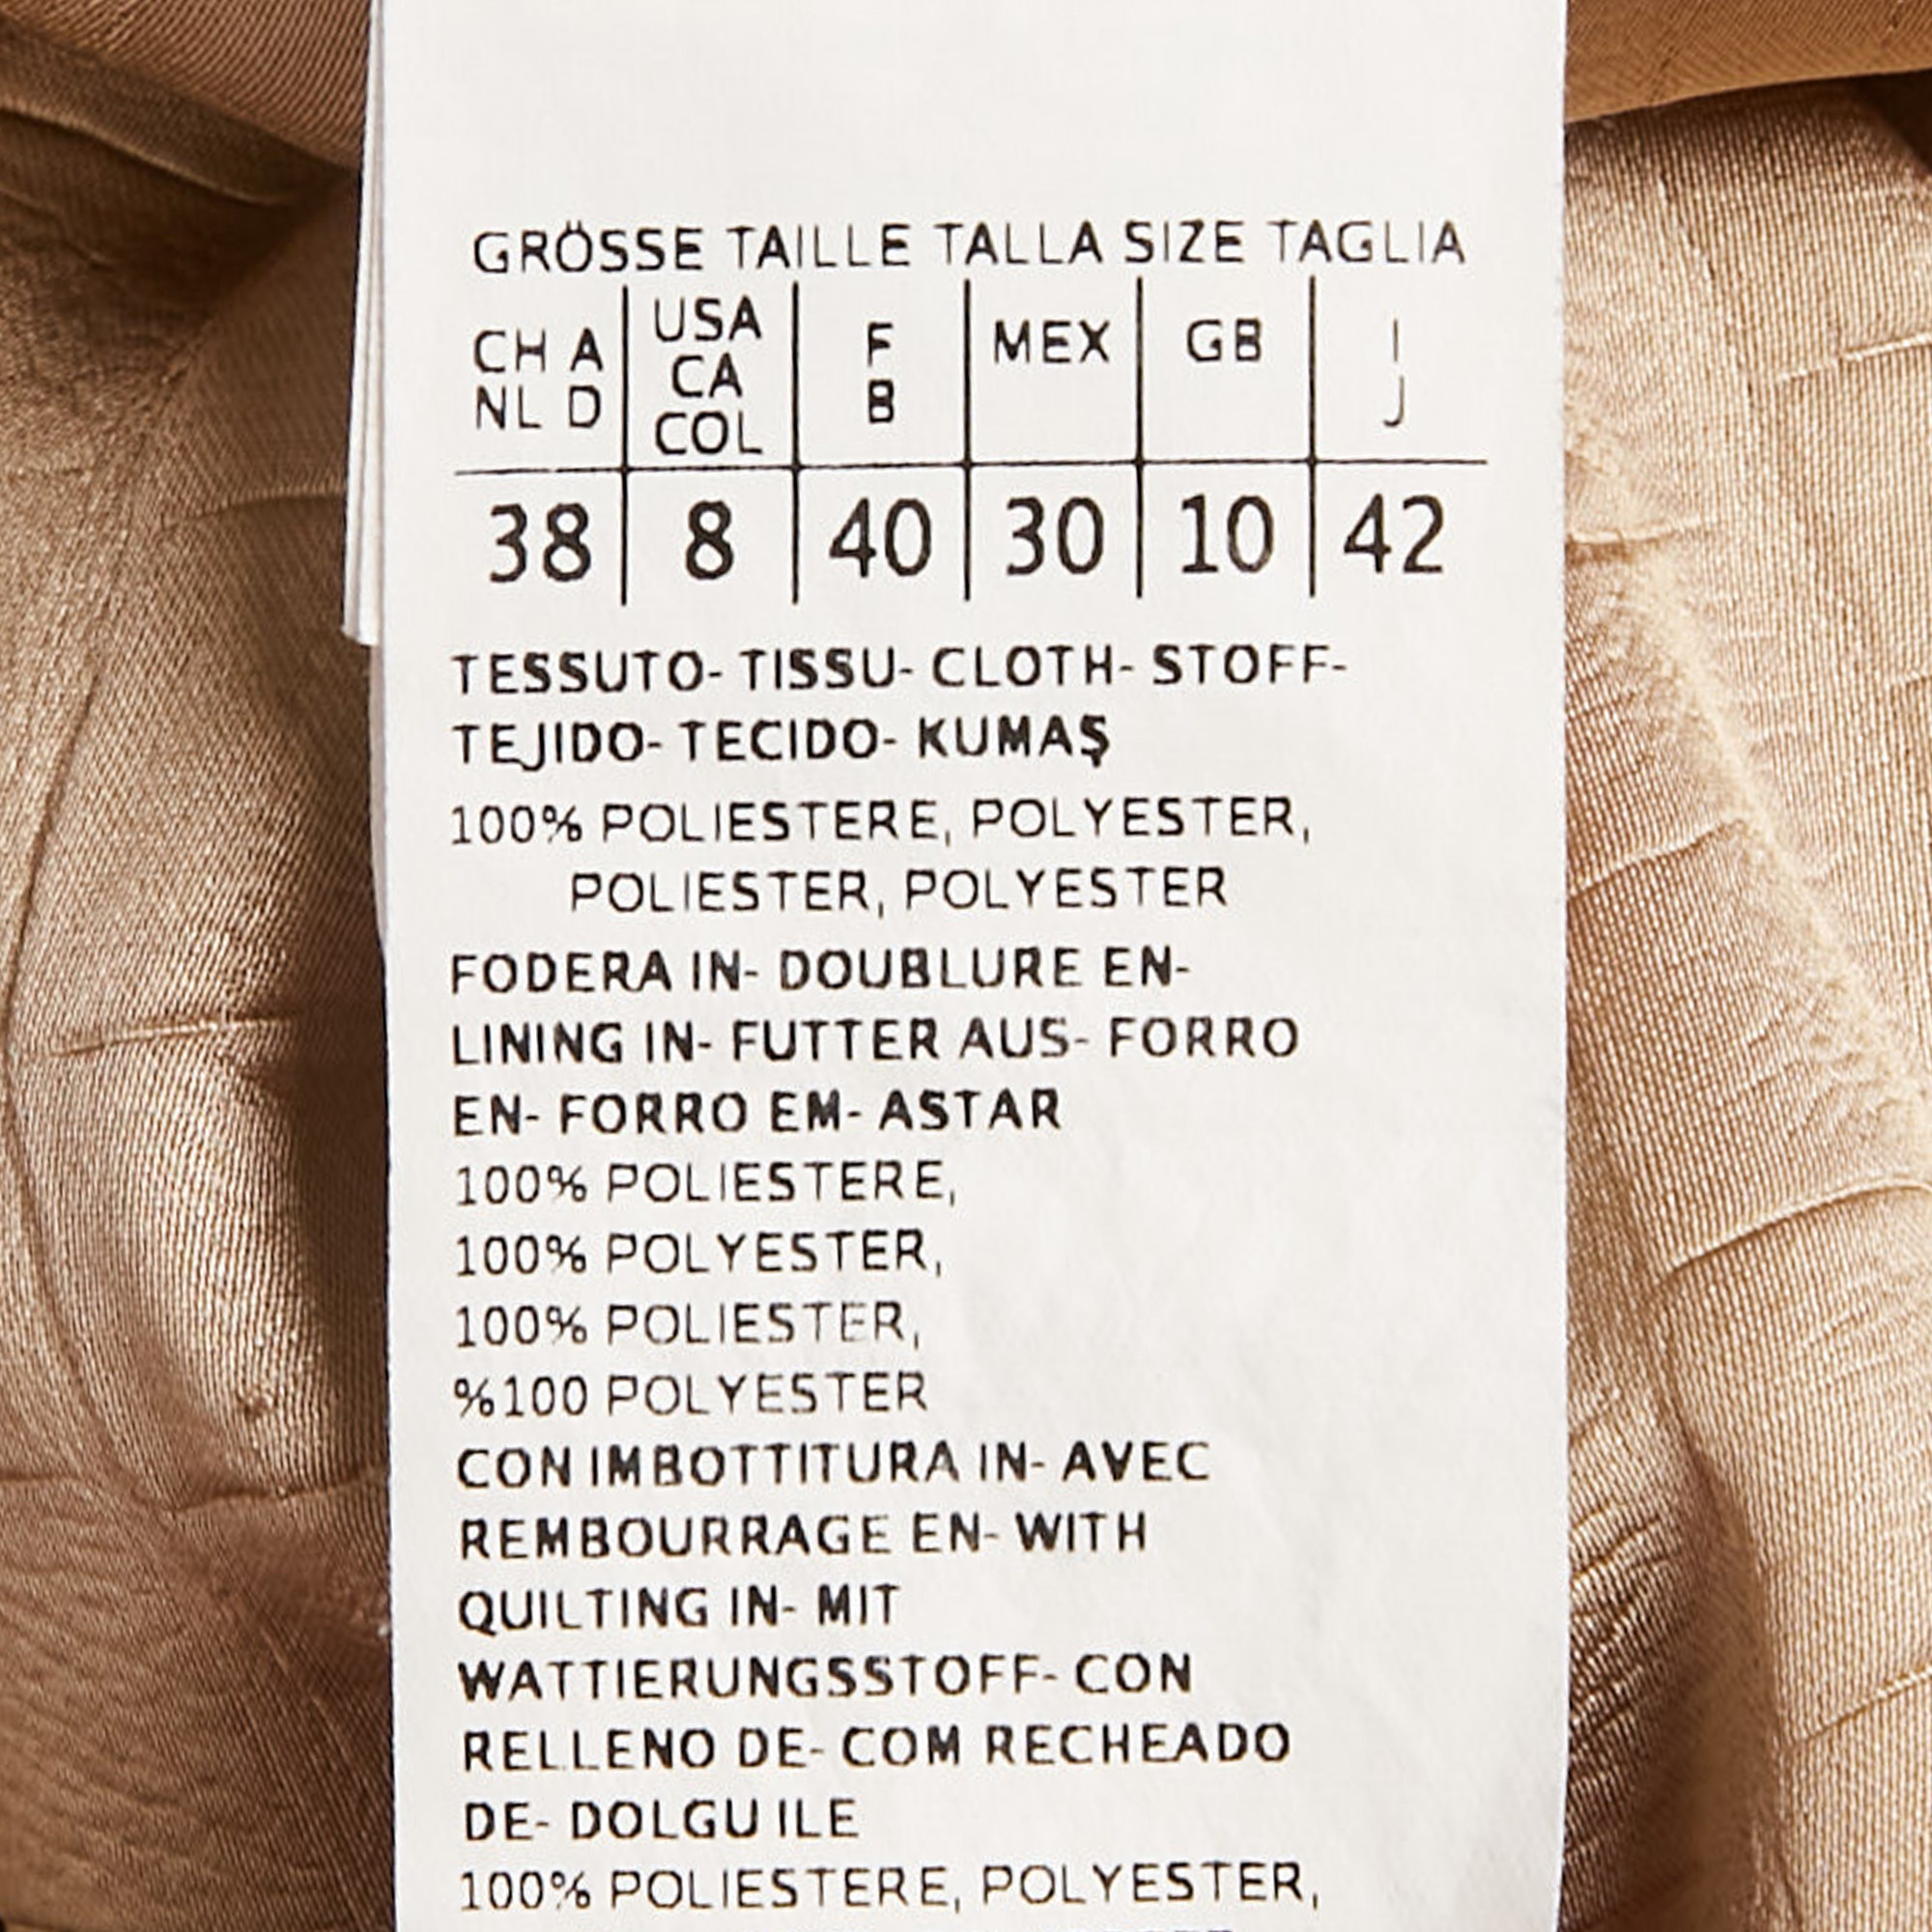 GRÖSSE TAILLE TALLA SIZE TAGLIA
CH A
NL D
USA
CA
COL
F
B
MEX
GB
I
J
38 8 40 30 10 42
TESSUTO- TISSU- CLOTH- STOFF-
TEJIDO- TECIDO- KUMAŞ
100% POLIESTERE, POLYESTER,
POLIESTER, POLYESTER
FODERA IN- DOUBLURE EN-
LINING IN- FUTTER AUS- FORRO
EN- FORRO EM- ASTAR
100% POLIESTERE,
100% POLYESTER,
100% POLIESTER,
%100 POLYESTER
CON IMBOTTITURA IN- AVEC
REMBOURRAGE EN- WITH
QUILTING IN- MIT
WATTIERUNGSSTOFF- CON
RELLENO DE- COM RECHEADO
DE- DOLGU ILE
100% POLIESTERE, POLYESTER,